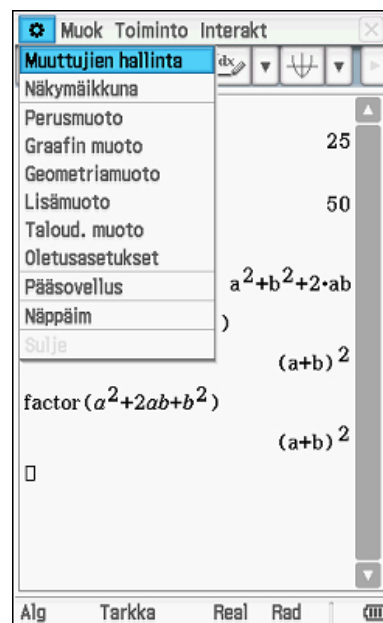 Muok Toiminto Interakt
Muuttujien hallinta
Näkymäikkuna
Perusmuoto
Graafin muoto
Geometriamuoto
Lisämuoto
Taloud. muoto
Oletusasetukset
Pääsovellus
Näppäim
Sulje
dx
25
50
a²+b²+2·ab
)
(a+b)²
factor(a²+2ab+b²)
(a+b)²
Alg Tarkka Real Rad